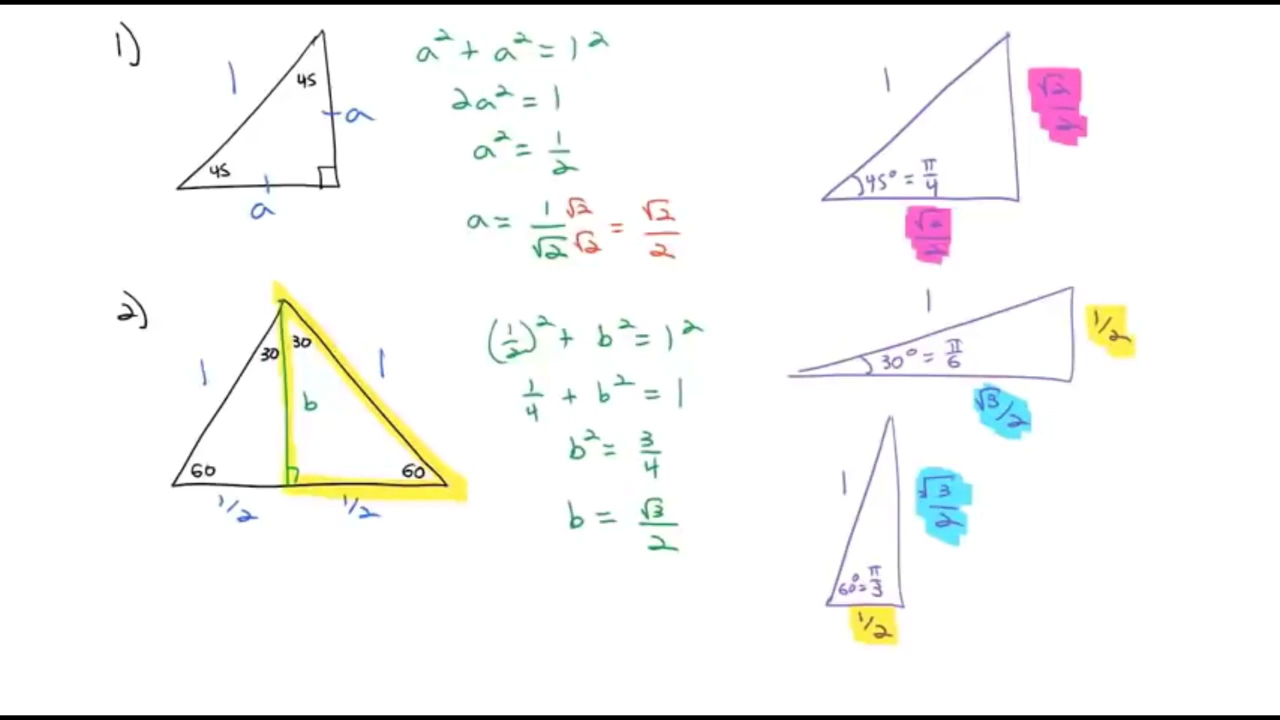 1)
1
45
45
a
a
a² + a² = 1²
2a² = 1
a² = 1/2
a = 1/√2 √2/√2 = √2/2
1
45° = π/4
√2/2
√2/2
2)
1
30
30
1
b
60
60
1/2
1/2
(1/2)² + b² = 1²
1/4 + b² = 1
b² = 3/4
b = √3/2
1
30° = π/6
1/2
√3/2
1
60° = π/3
√3/2
1/2